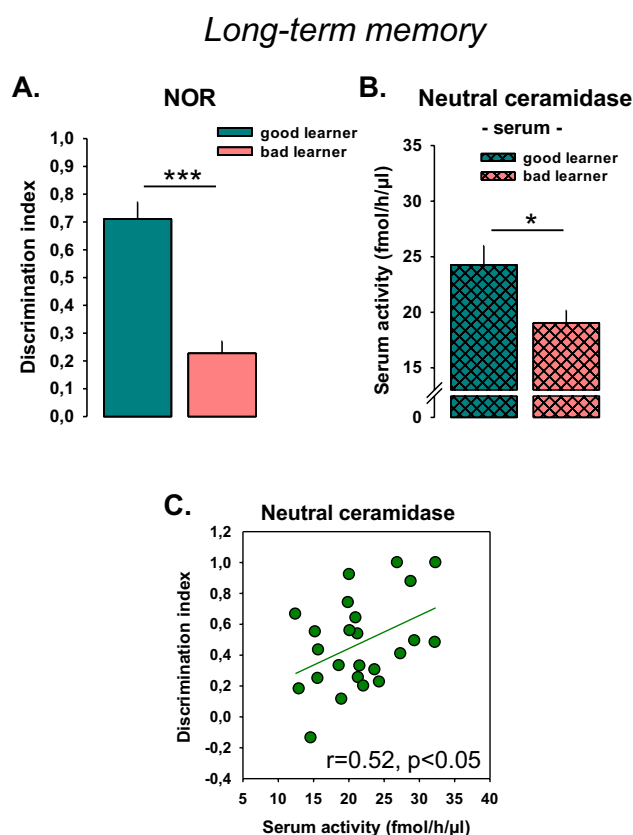 Long-term memory
A.
NOR
good learner
bad learner
1,0
0,9
0,8
0,7
0,6
0,5
0,4
0,3
0,2
0,1
0,0
Discrimination index
***
B.
Neutral ceramidase
- serum -
good learner
bad learner
35
30
25
20
15
0
Serum activity (fmol/h/µl)
*
C.
Neutral ceramidase
1,2
1,0
0,8
0,6
0,4
0,2
0,0
-0,2
-0,4
Discrimination index
r=0.52, p<0.05
5 10 15 20 25 30 35 40
Serum activity (fmol/h/µl)